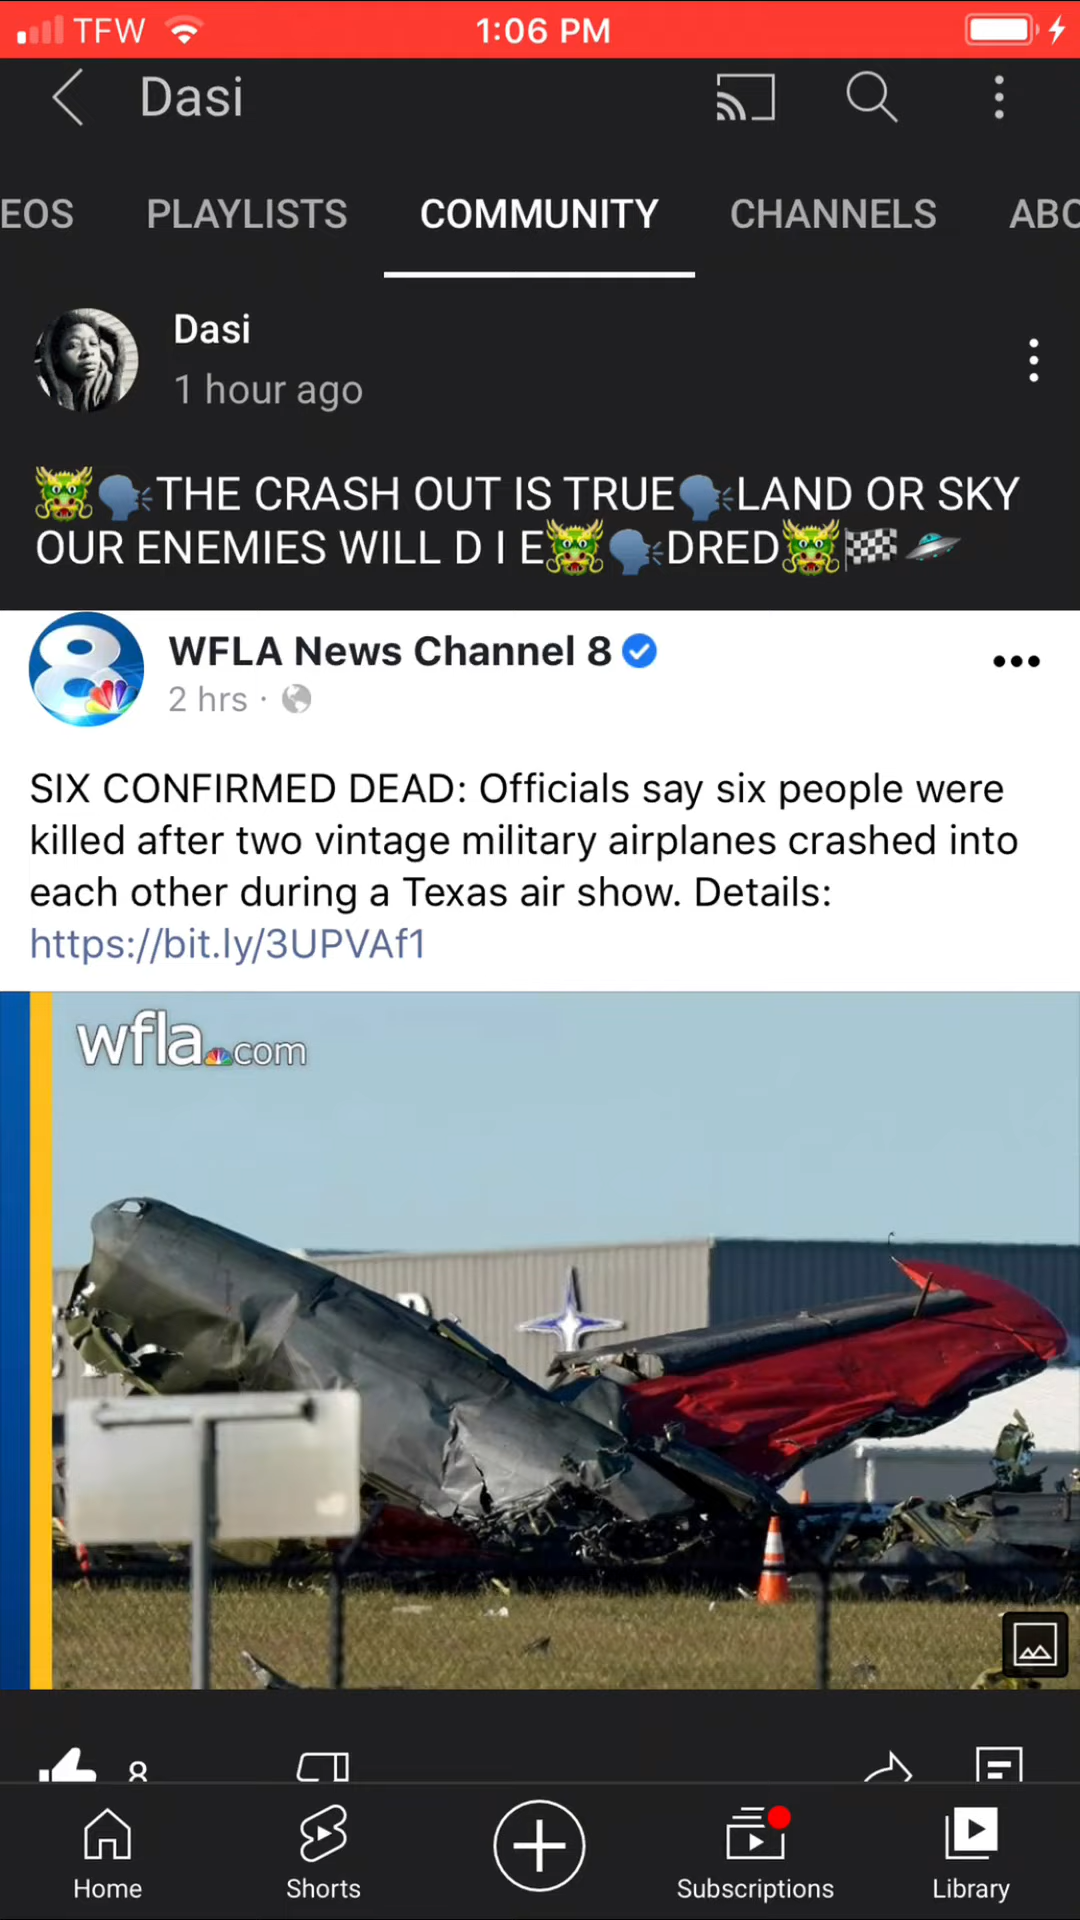 TFW 1:06 PM
Dasi
EOS PLAYLISTS COMMUNITY CHANNELS ABO
Dasi
1 hour ago
🐲🗣THE CRASH OUT IS TRUE🗣LAND OR SKY
OUR ENEMIES WILL D I E🐲🗣DRED🐲🏁🛸
8 WFLA News Channel 8
2 hrs ·
SIX CONFIRMED DEAD: Officials say six people were
killed after two vintage military airplanes crashed into
each other during a Texas air show. Details:
https://bit.ly/3UPVAf1
wfla.com
8
Home Shorts Subscriptions Library